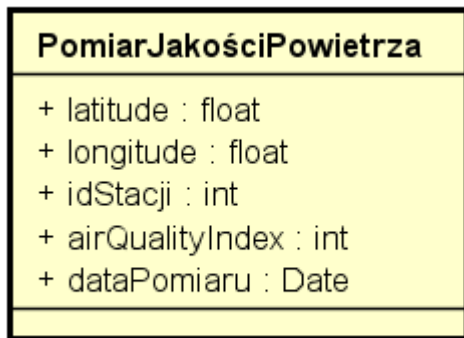 PomiarJakościPowietrza
+ latitude : float
+ longitude : float
+ idStacji : int
+ airQualityIndex : int
+ dataPomiaru : Date